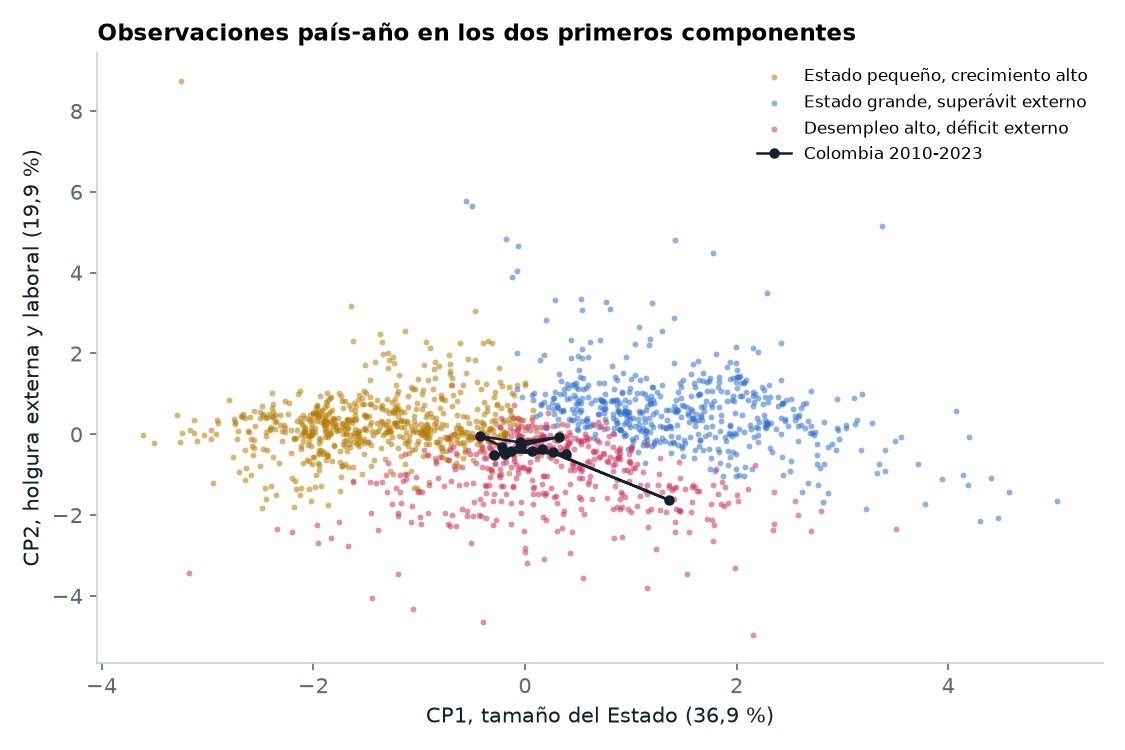 Observaciones país-año en los dos primeros componentes
Estado pequeño, crecimiento alto
Estado grande, superávit externo
Desempleo alto, déficit externo
Colombia 2010-2023
CP2, holgura externa y laboral (19,9 %)
8
6
4
2
0
−2
−4
−4
−2
0
2
4
CP1, tamaño del Estado (36,9 %)